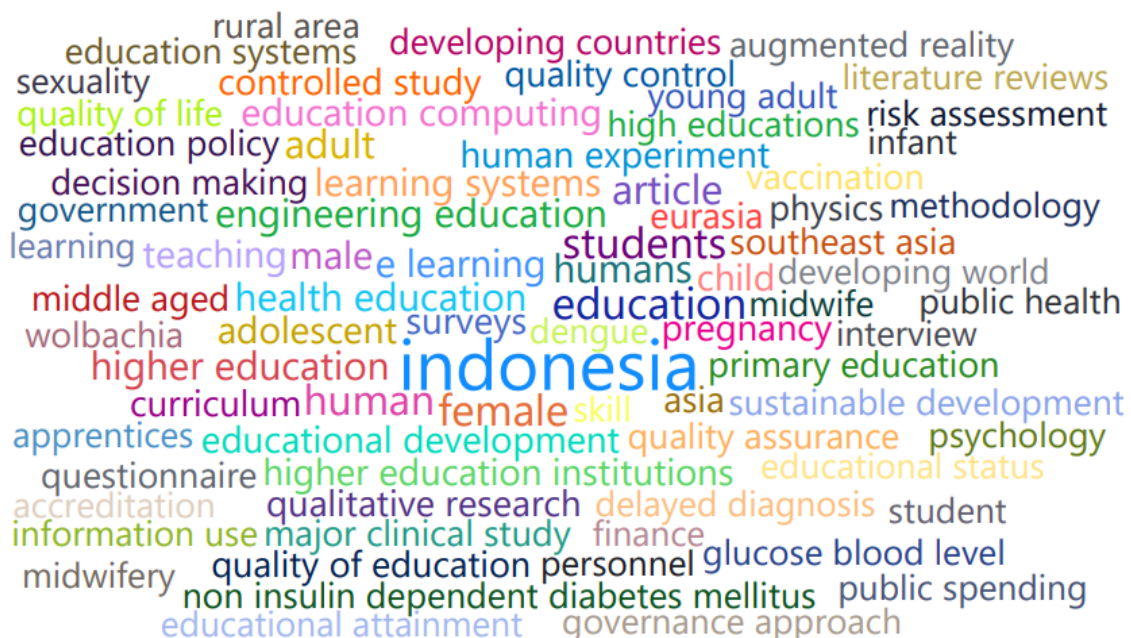 rural area
education systems developing countries augmented reality
sexuality controlled study quality control literature reviews
quality of life education computing young adult risk assessment
high educations
education policy adult human experiment infant
decision making learning systems article vaccination
government engineering education eurasia physics methodology
learning teaching male e learning students southeast asia
humans child developing world
middle aged health education education midwife public health
wolbachia adolescent surveys dengue pregnancy interview
higher education indonesia primary education
curriculum human female skill asia sustainable development
apprentices educational development quality assurance psychology
questionnaire higher education institutions educational status
accreditation qualitative research delayed diagnosis student
information use major clinical study finance
midwifery quality of education personnel glucose blood level
non insulin dependent diabetes mellitus public spending
educational attainment governance approach